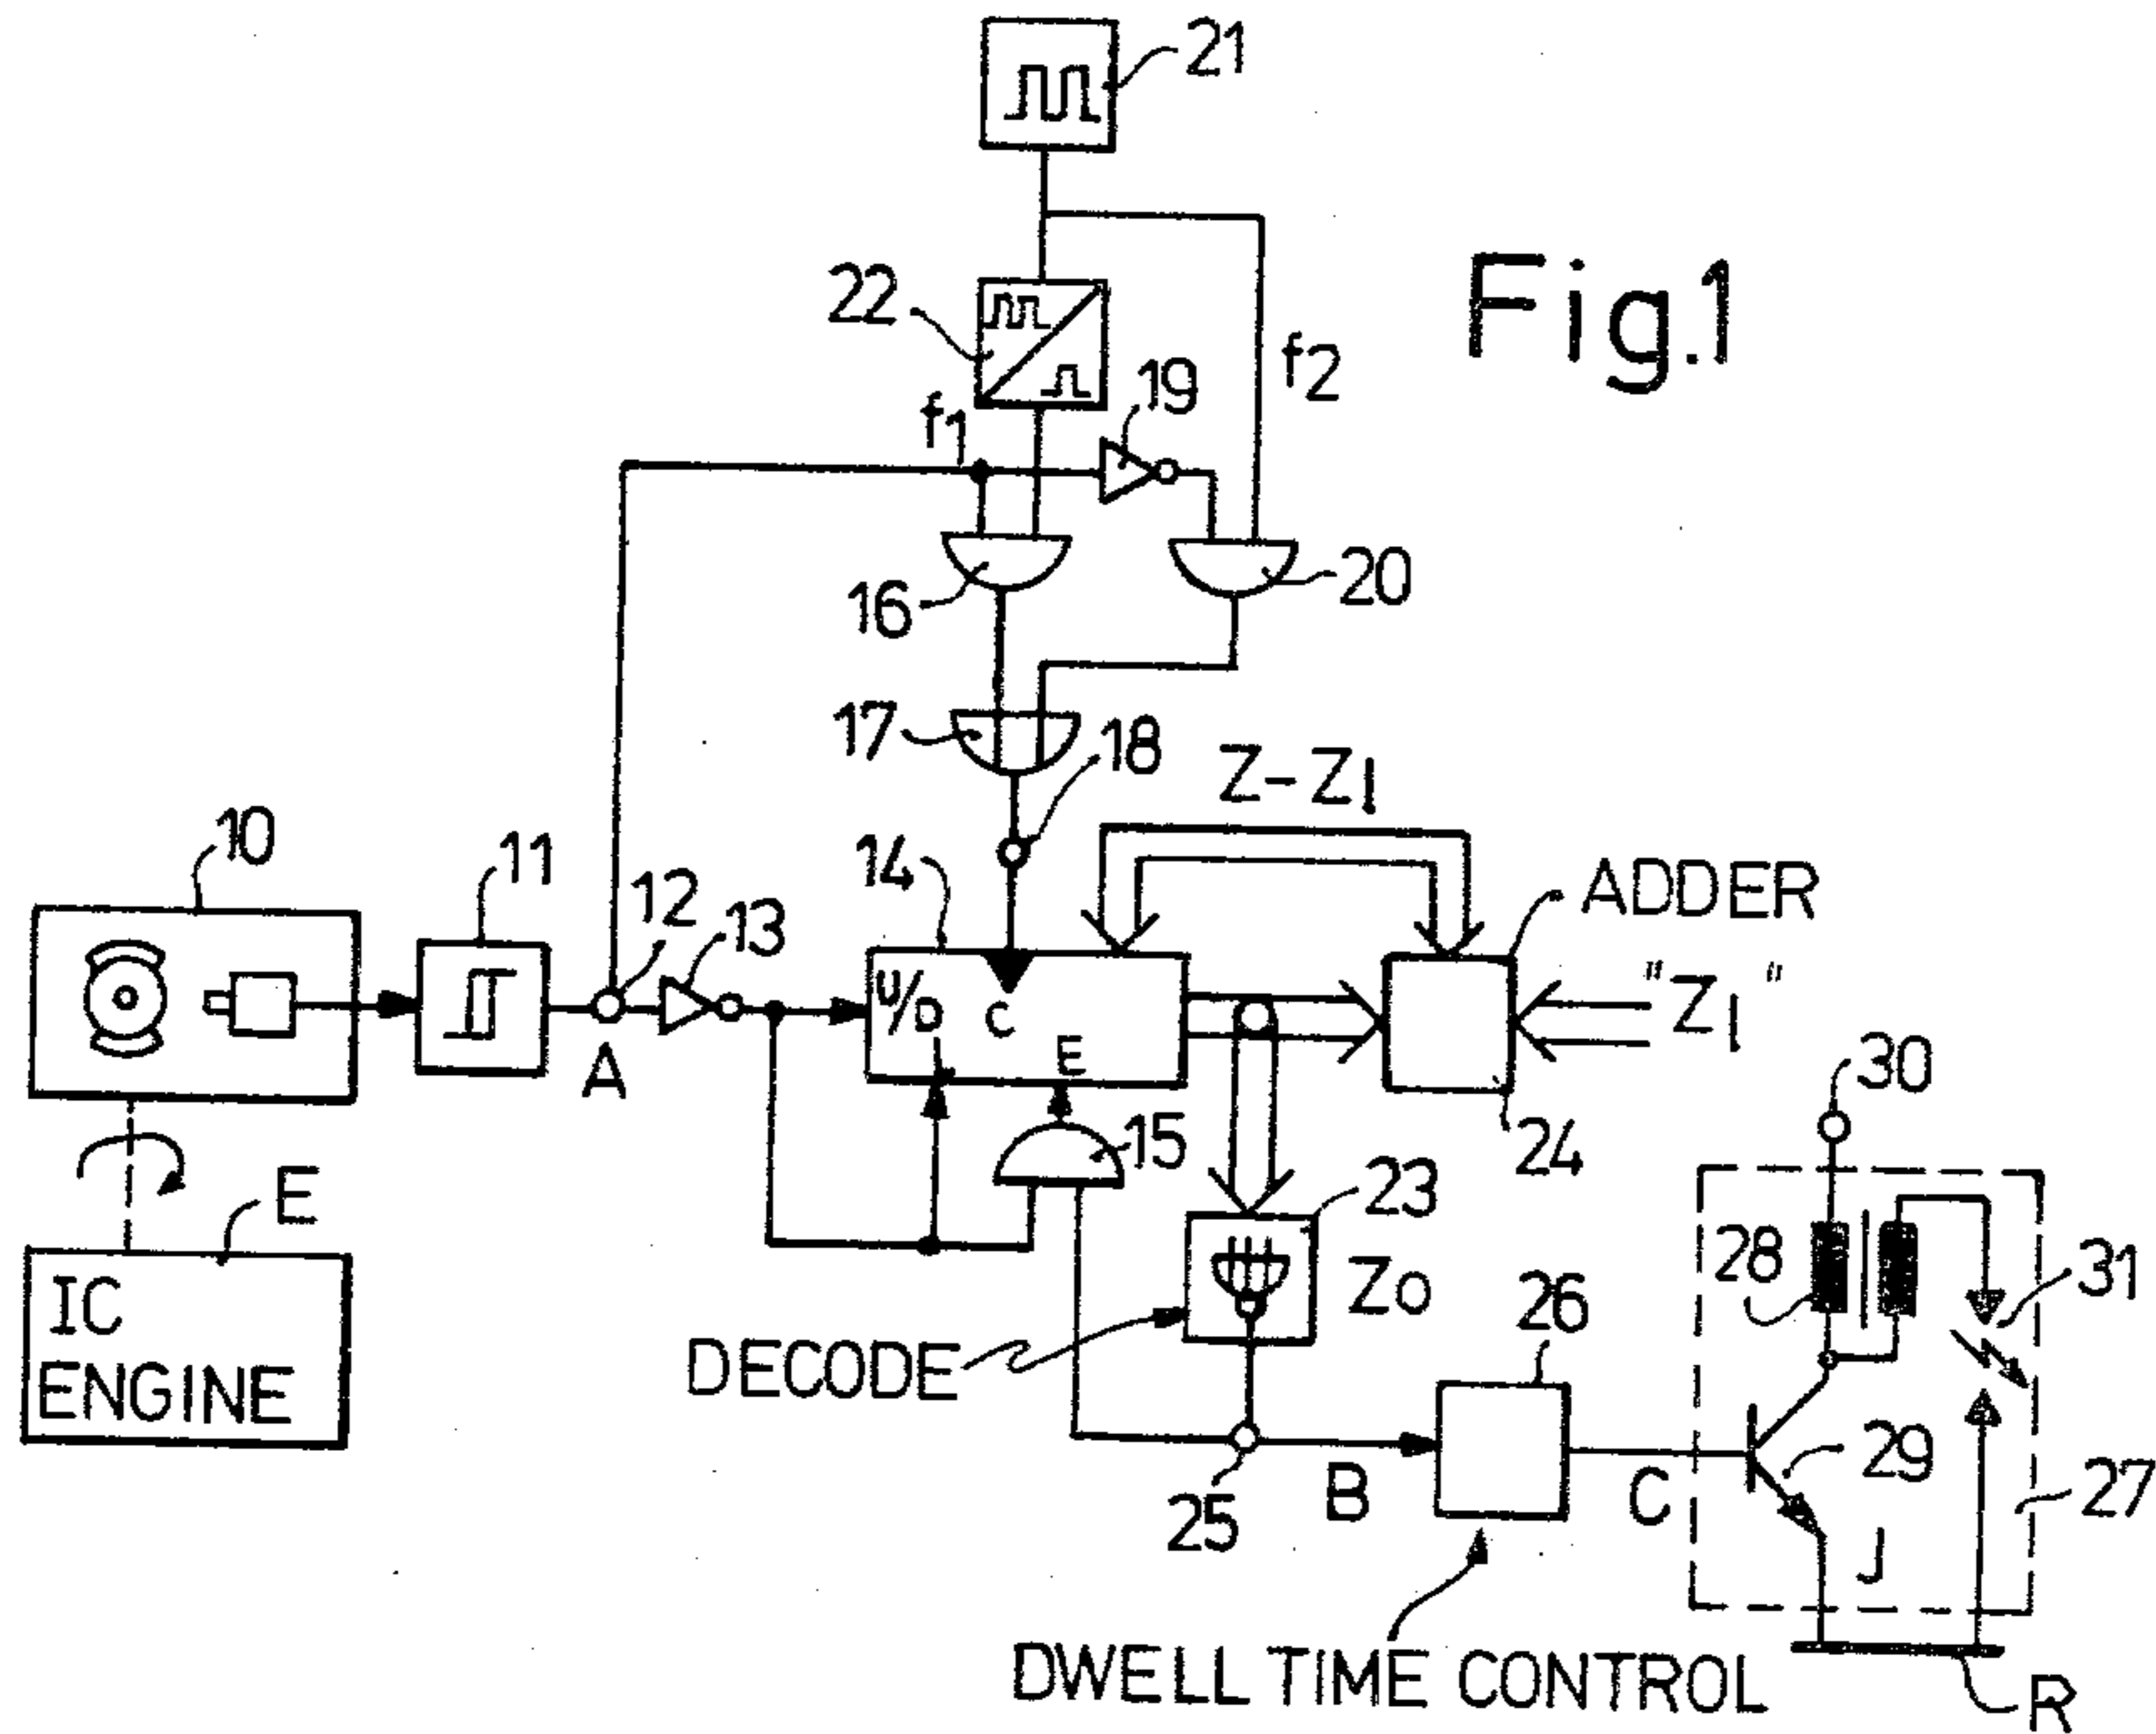 21
Fig.1
22
f2
19
f1
16
20
17
18
Z-Z1
10
11
12
13
14
ADDER
U/D
C
E
"Z1"
A
L
15
24
30
E
23
Z0
28
31
26
IC
ENGINE
DECODE
29
27
25
B
C
J
DWELL TIME CONTROL
R